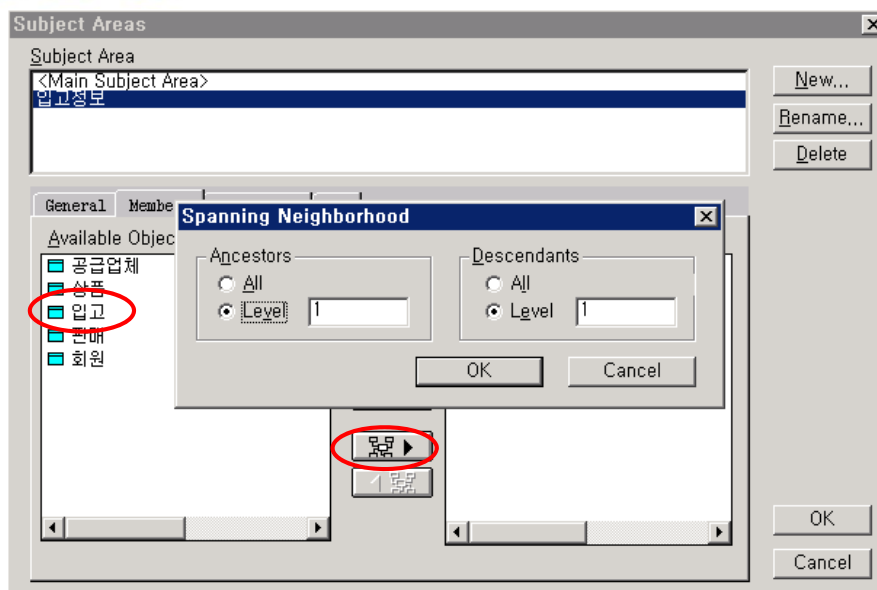 Subject Areas
Subject Area
<Main Subject Area>
입고정보
New...
Rename...
Delete
General
Spanning Neighborhood
Available
공급업체
상품
입고
판매
회원
Ancestors
All
Level
1
Descendants
All
Level
1
OK
Cancel
OK
Cancel